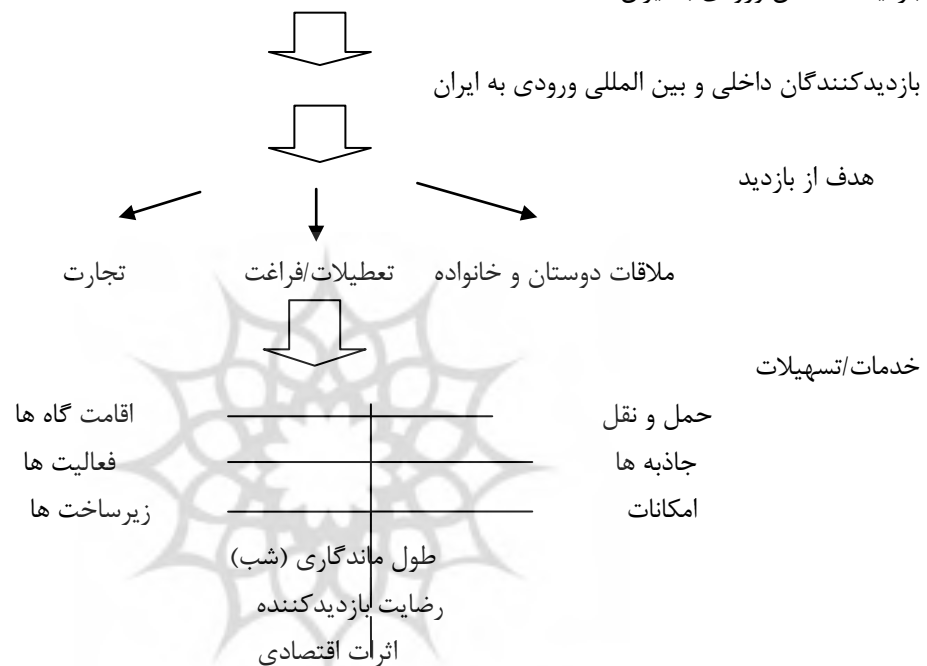 بازدیدکنندگان داخلی و بین المللی ورودی به ایران
هدف از بازدید
ملاقات دوستان و خانواده تعطیلات/فراغت تجارت
خدمات/تسهیلات
حمل و نقل اقامت گاه ها
جاذبه ها فعالیت ها
امکانات زیرساخت ها
طول ماندگاری (شب)
رضایت بازدیدکننده
اثرات اقتصادی